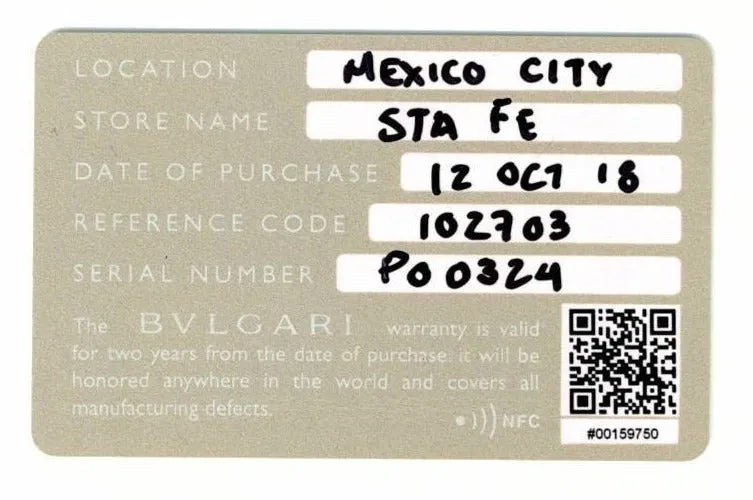 LOCATION MEXICO CITY
STORE NAME STA FE
DATE OF PURCHASE 12 OCT 18
REFERENCE CODE 102703
SERIAL NUMBER P00324
The BVLGARI warranty is valid
for two years from the date of purchase. it will be
honored anywhere in the world and covers all
manufacturing defects.
NFC
#00159750